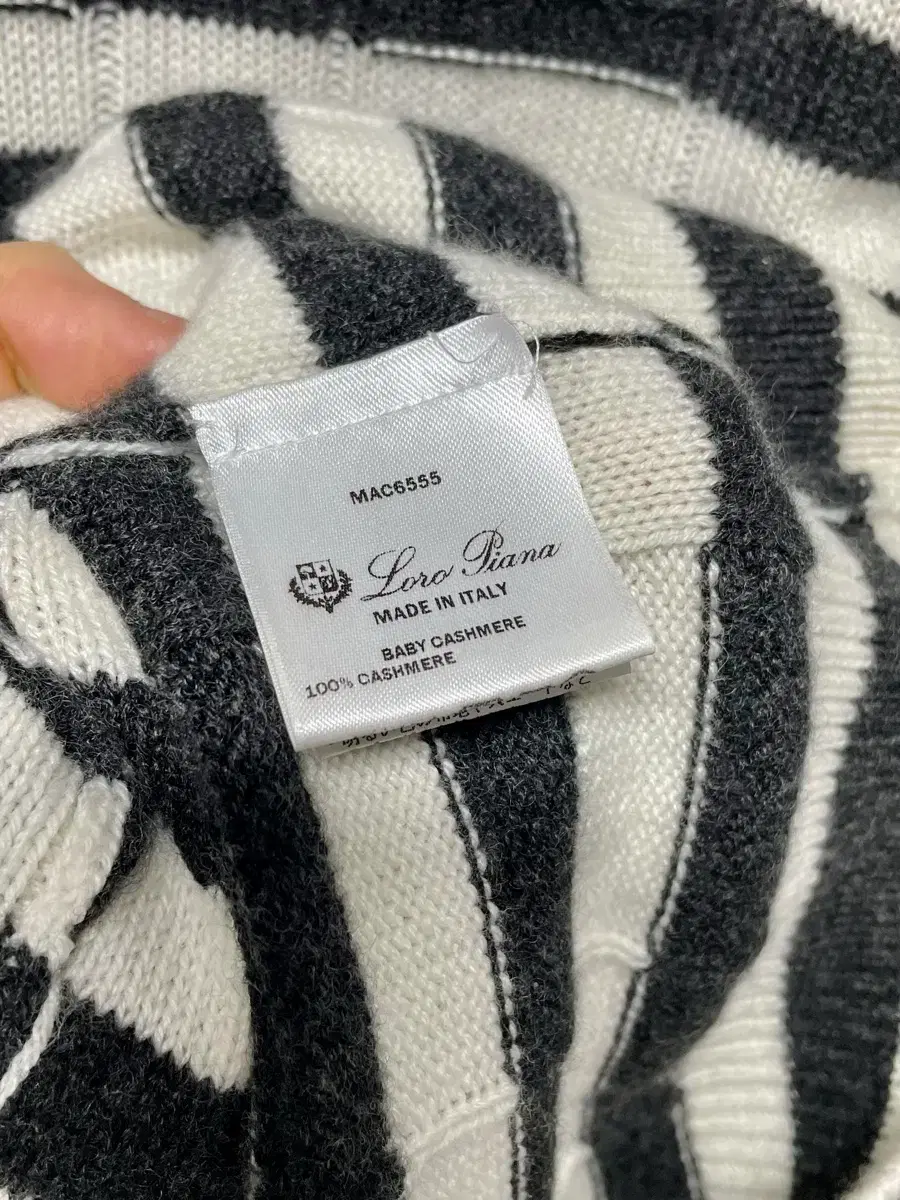 MAC6555
Loro Piana
MADE IN ITALY
BABY CASHMERE
100% CASHMERE